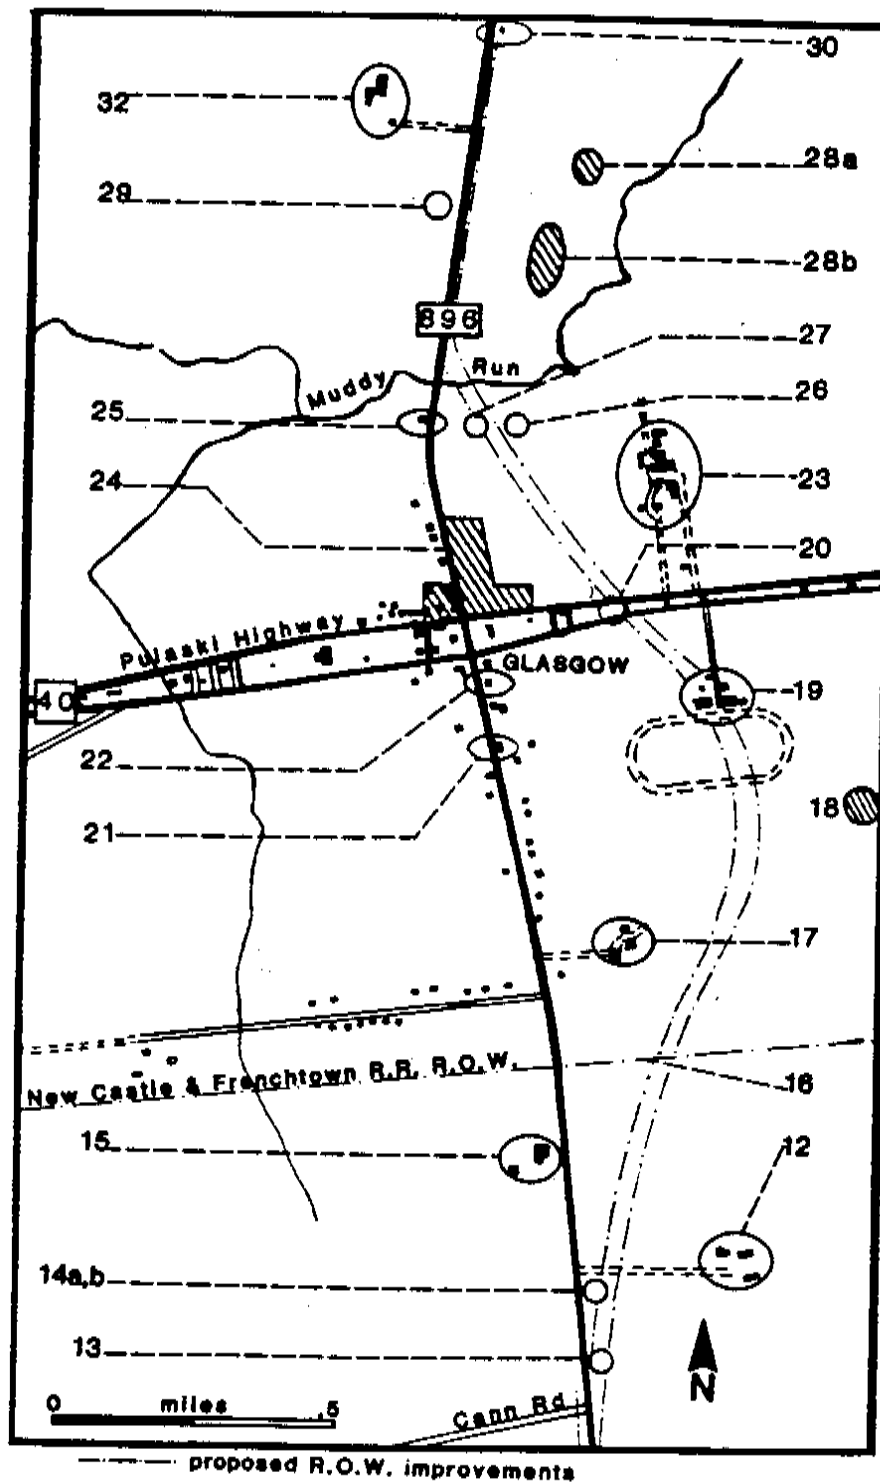 30
32
28a
29
28b
896
27
Muddy Run
26
25
24
23
20
Pulaski Highway
GLASGOW
40
19
22
18
21
17
New Castle & Frenchtown R.R. R.O.W.
16
15
12
14a,b
13
N
0 miles .5
Cann Rd
proposed R.O.W. improvements